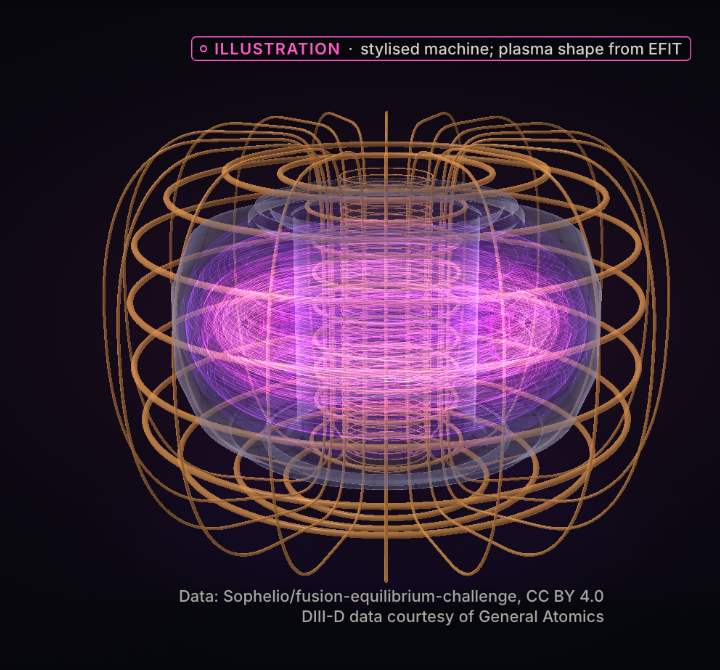 ILLUSTRATION · stylised machine; plasma shape from EFIT
Data: Sophelio/fusion-equilibrium-challenge, CC BY 4.0
DIII-D data courtesy of General Atomics